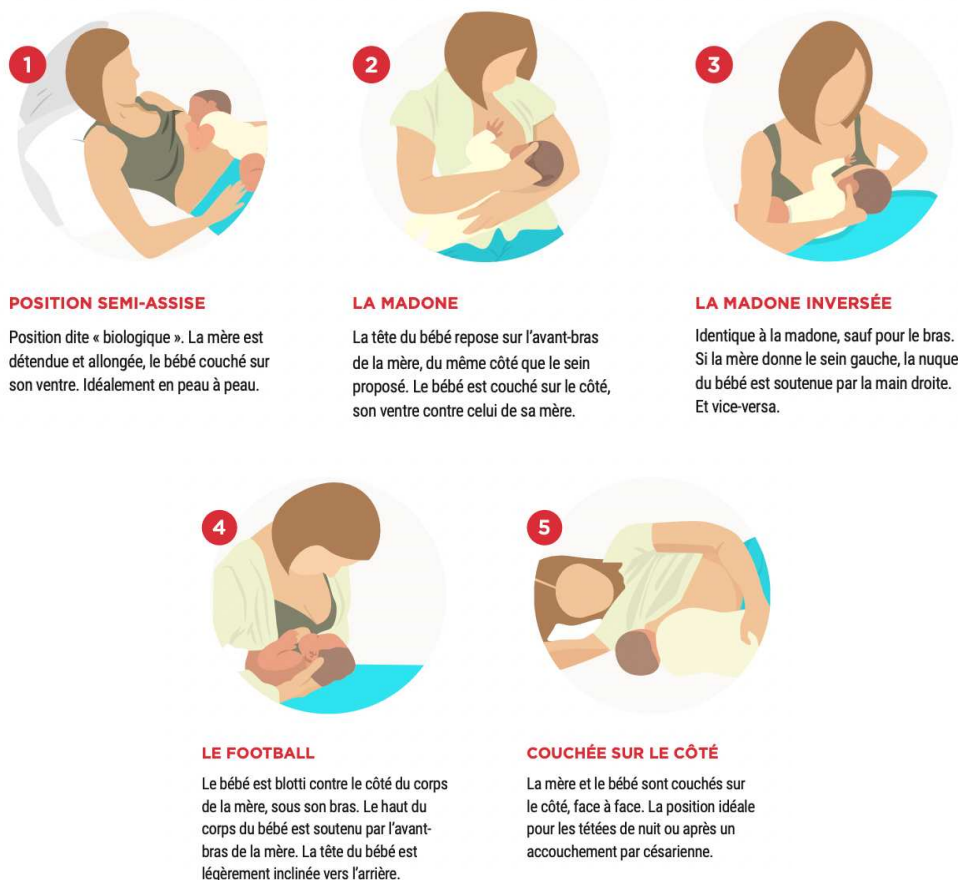 1
POSITION SEMI-ASSISE
Position dite « biologique ». La mère est
détendue et allongée, le bébé couché sur
son ventre. Idéalement en peau à peau.
2
LA MADONE
La tête du bébé repose sur l'avant-bras
de la mère, du même côté que le sein
proposé. Le bébé est couché sur le côté,
son ventre contre celui de sa mère.
3
LA MADONE INVERSÉE
Identique à la madone, sauf pour le bras.
Si la mère donne le sein gauche, la nuque
du bébé est soutenue par la main droite.
Et vice-versa.
4
LE FOOTBALL
Le bébé est blotti contre le côté du corps
de la mère, sous son bras. Le haut du
corps du bébé est soutenu par l'avant-
bras de la mère. La tête du bébé est
légèrement inclinée vers l'arrière.
5
COUCHÉE SUR LE CÔTÉ
La mère et le bébé sont couchés sur
le côté, face à face. La position idéale
pour les tétées de nuit ou après un
accouchement par césarienne.